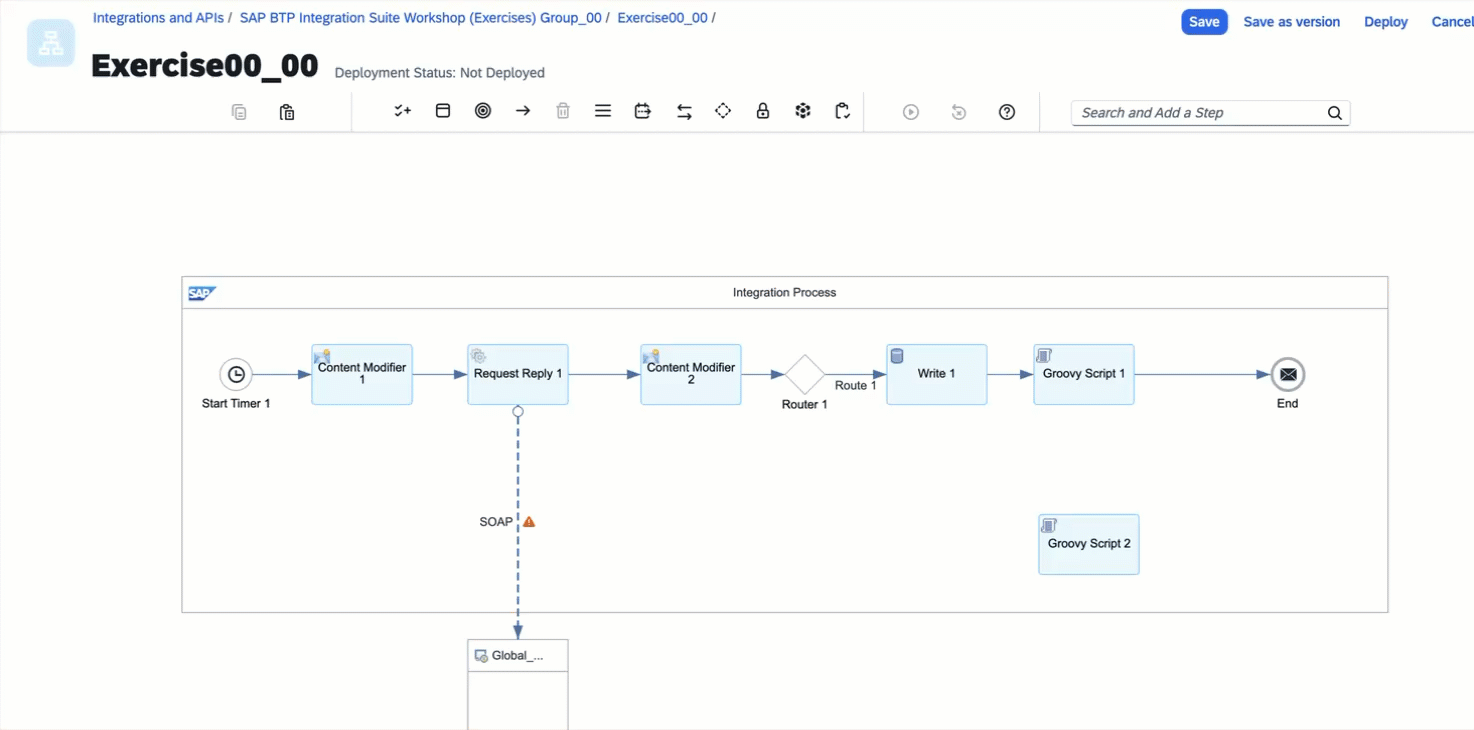 Integrations and APIs / SAP BTP Integration Suite Workshop (Exercises) Group_00 / Exercise00_00 /
Save Save as version Deploy Cancel
Exercise00_00 Deployment Status: Not Deployed
Search and Add a Step
SAP Integration Process
Content Modifier
1
Request Reply 1
Content Modifier
2
Route 1
Write 1
Groovy Script 1
Start Timer 1
Router 1
End
SOAP
Groovy Script 2
Global_...